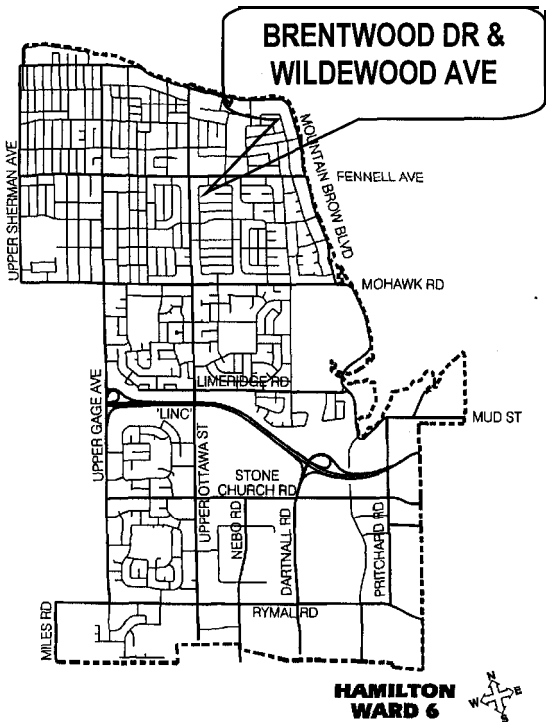 BRENTWOOD DR &
WILDEWOOD AVE
UPPER SHERMAN AVE
MOUNTAIN BROW BLVD
FENNELL AVE
MOHAWK RD
LIMERIDGE RD
UPPER GAGE AVE
'LINC'
MUD ST
UPPER OTTAWA ST
STONE
CHURCH RD
NEBO RD
DARTNALL RD
PRITCHARD RD
MILES RD
RYMAL RD
HAMILTON
WARD 6
N
W E
S